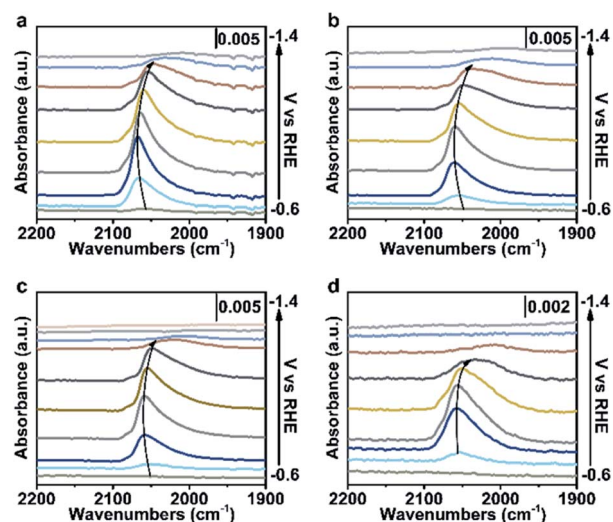 a
0.005
-1.4
Absorbance (a.u.)
V vs RHE
-0.6
2200 2100 2000 1900
Wavenumbers (cm⁻¹)
b
0.005
-1.4
Absorbance (a.u.)
V vs RHE
-0.6
2200 2100 2000 1900
Wavenumbers (cm⁻¹)
c
0.005
-1.4
Absorbance (a.u.)
V vs RHE
-0.6
2200 2100 2000 1900
Wavenumbers (cm⁻¹)
d
0.002
-1.4
Absorbance (a.u.)
V vs RHE
-0.6
2200 2100 2000 1900
Wavenumbers (cm⁻¹)